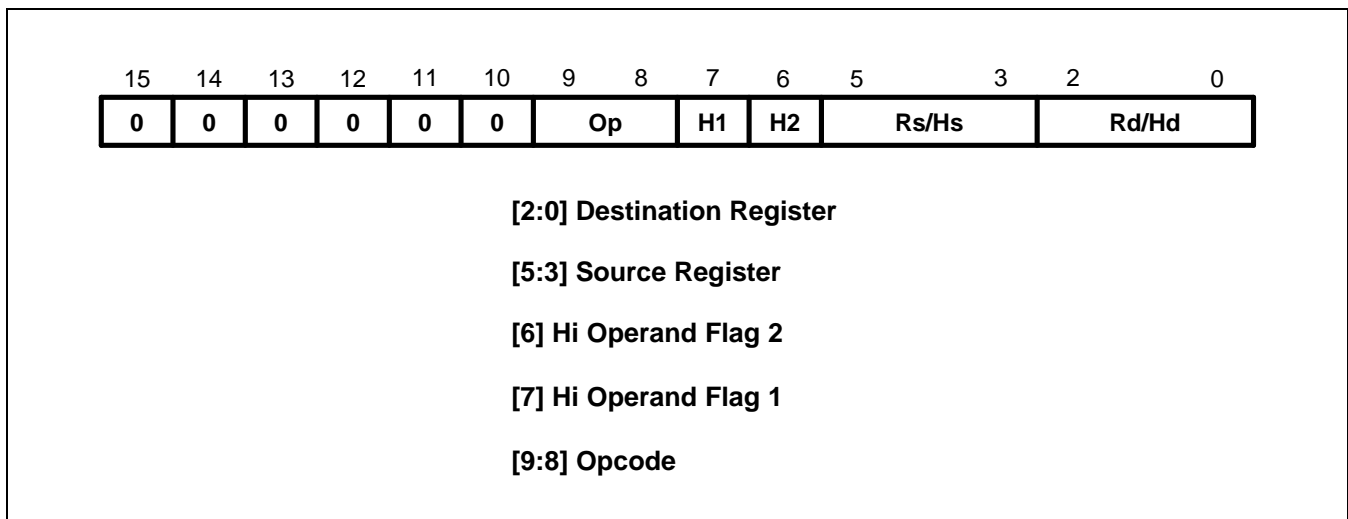 15 14 13 12 11 10 9 8 7 6 5 3 2 0
0 0 0 0 0 0 Op H1 H2 Rs/Hs Rd/Hd
[2:0] Destination Register
[5:3] Source Register
[6] Hi Operand Flag 2
[7] Hi Operand Flag 1
[9:8] Opcode